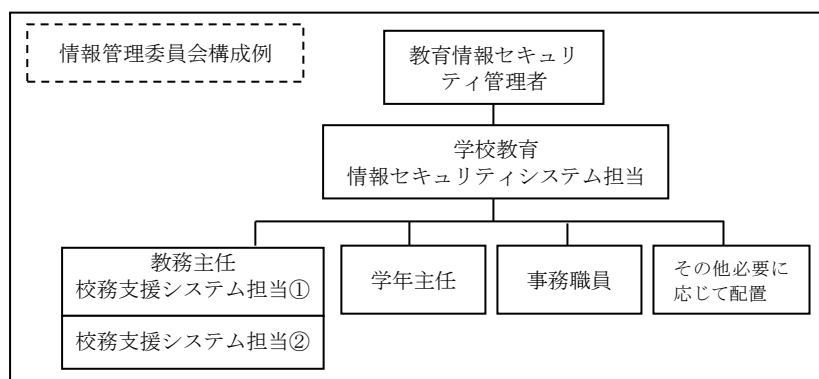 情報管理委員会構成例
教育情報セキュリ
ティ管理者
学校教育
情報セキュリティシステム担当
教務主任
校務支援システム担当①
校務支援システム担当②
学年主任
事務職員
その他必要に
応じて配置